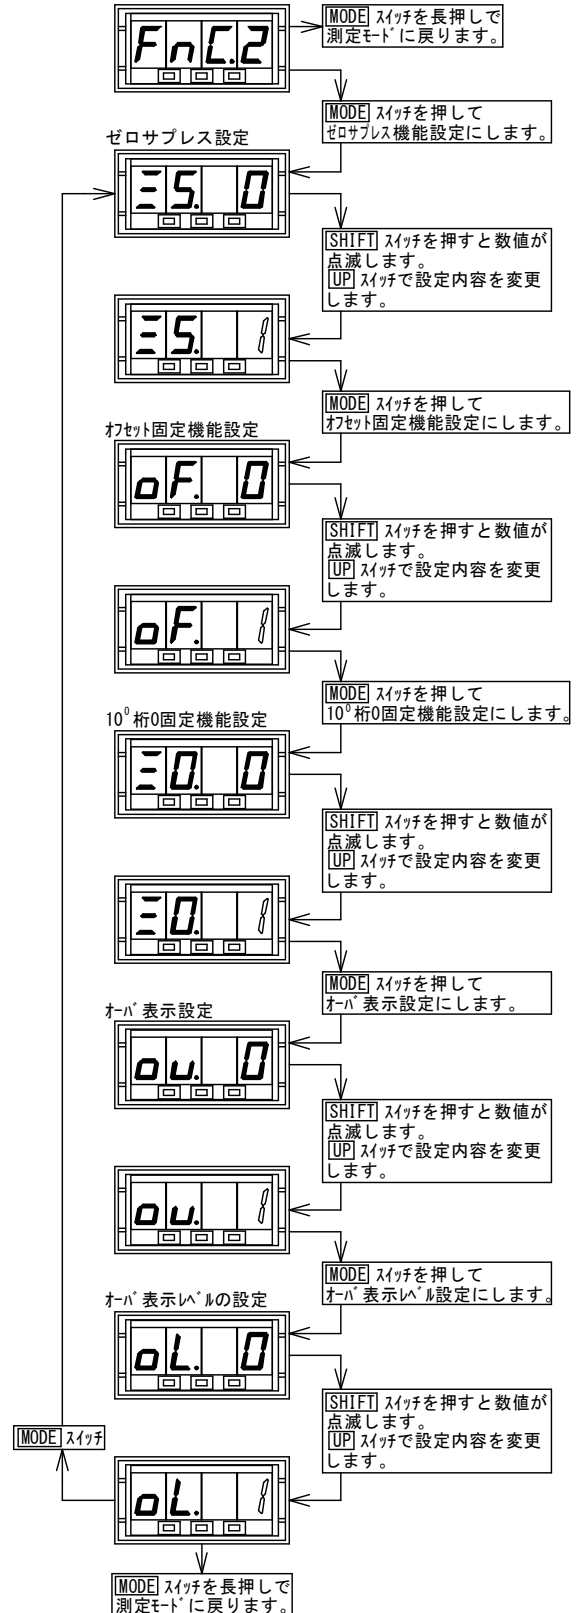 FnC.2
MODE スイッチを長押しで
測定モードに戻ります。
MODE スイッチを押して
ゼロサプレス機能設定にします。
ゼロサプレス設定
ΞS. 0
SHIFT スイッチを押すと数値が
点滅します。
UP スイッチで設定内容を変更
します。
ΞS. 1
MODE スイッチを押して
オフセット固定機能設定にします。
オフセット固定機能設定
oF. 0
SHIFT スイッチを押すと数値が
点滅します。
UP スイッチで設定内容を変更
します。
oF. 1
MODE スイッチを押して
10⁰桁0固定機能設定にします。
10⁰桁0固定機能設定
Ξ0. 0
SHIFT スイッチを押すと数値が
点滅します。
UP スイッチで設定内容を変更
します。
Ξ0. 1
MODE スイッチを押して
オーバ表示設定にします。
オーバ表示設定
ou. 0
SHIFT スイッチを押すと数値が
点滅します。
UP スイッチで設定内容を変更
します。
ou. 1
MODE スイッチを押して
オーバ表示レベル設定にします。
オーバ表示レベルの設定
oL. 0
SHIFT スイッチを押すと数値が
点滅します。
UP スイッチで設定内容を変更
します。
MODE スイッチ
oL. 1
MODE スイッチを長押しで
測定モードに戻ります。